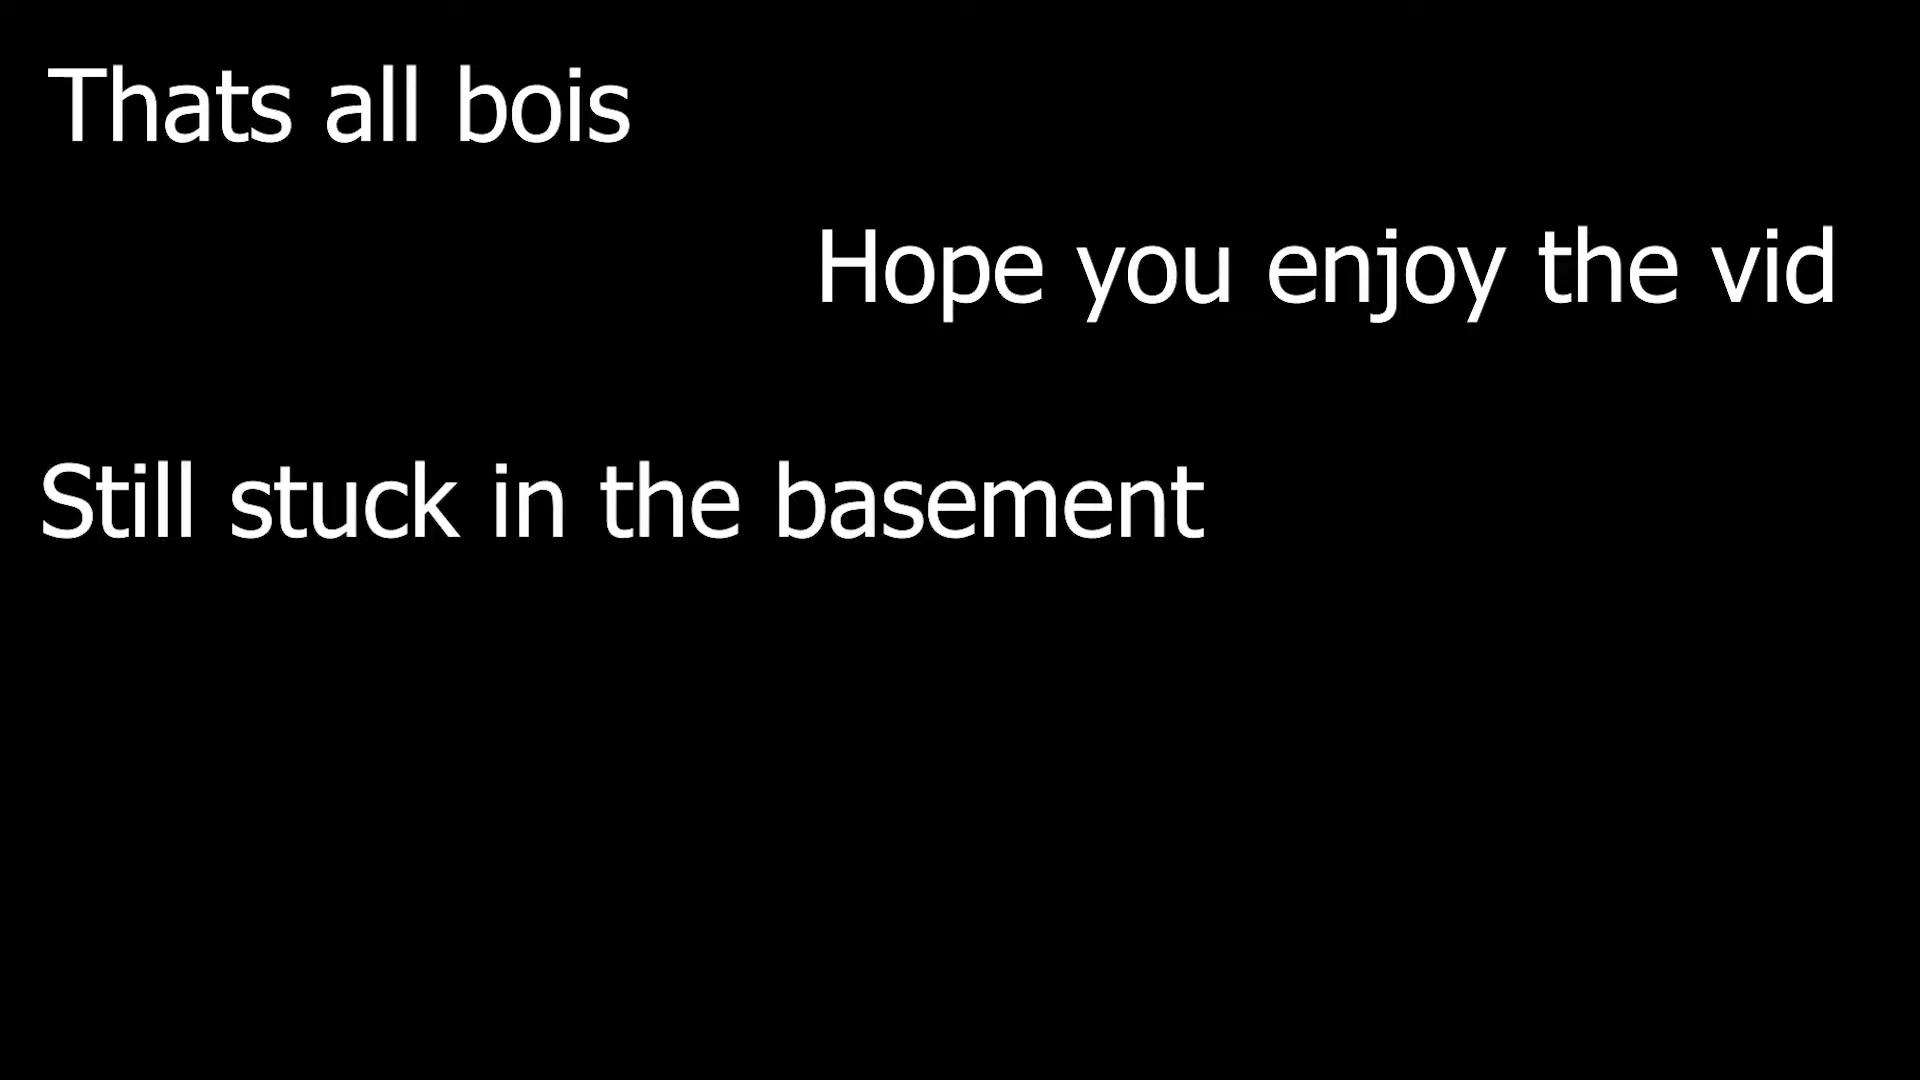 Thats all bois
Hope you enjoy the vid
Still stuck in the basement